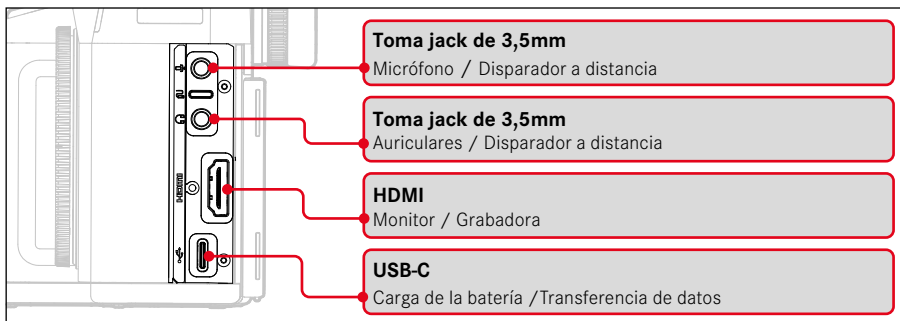 Toma jack de 3,5mm
Micrófono / Disparador a distancia
Toma jack de 3,5mm
Auriculares / Disparador a distancia
HDMI
Monitor / Grabadora
USB-C
Carga de la batería /Transferencia de datos
HDMI